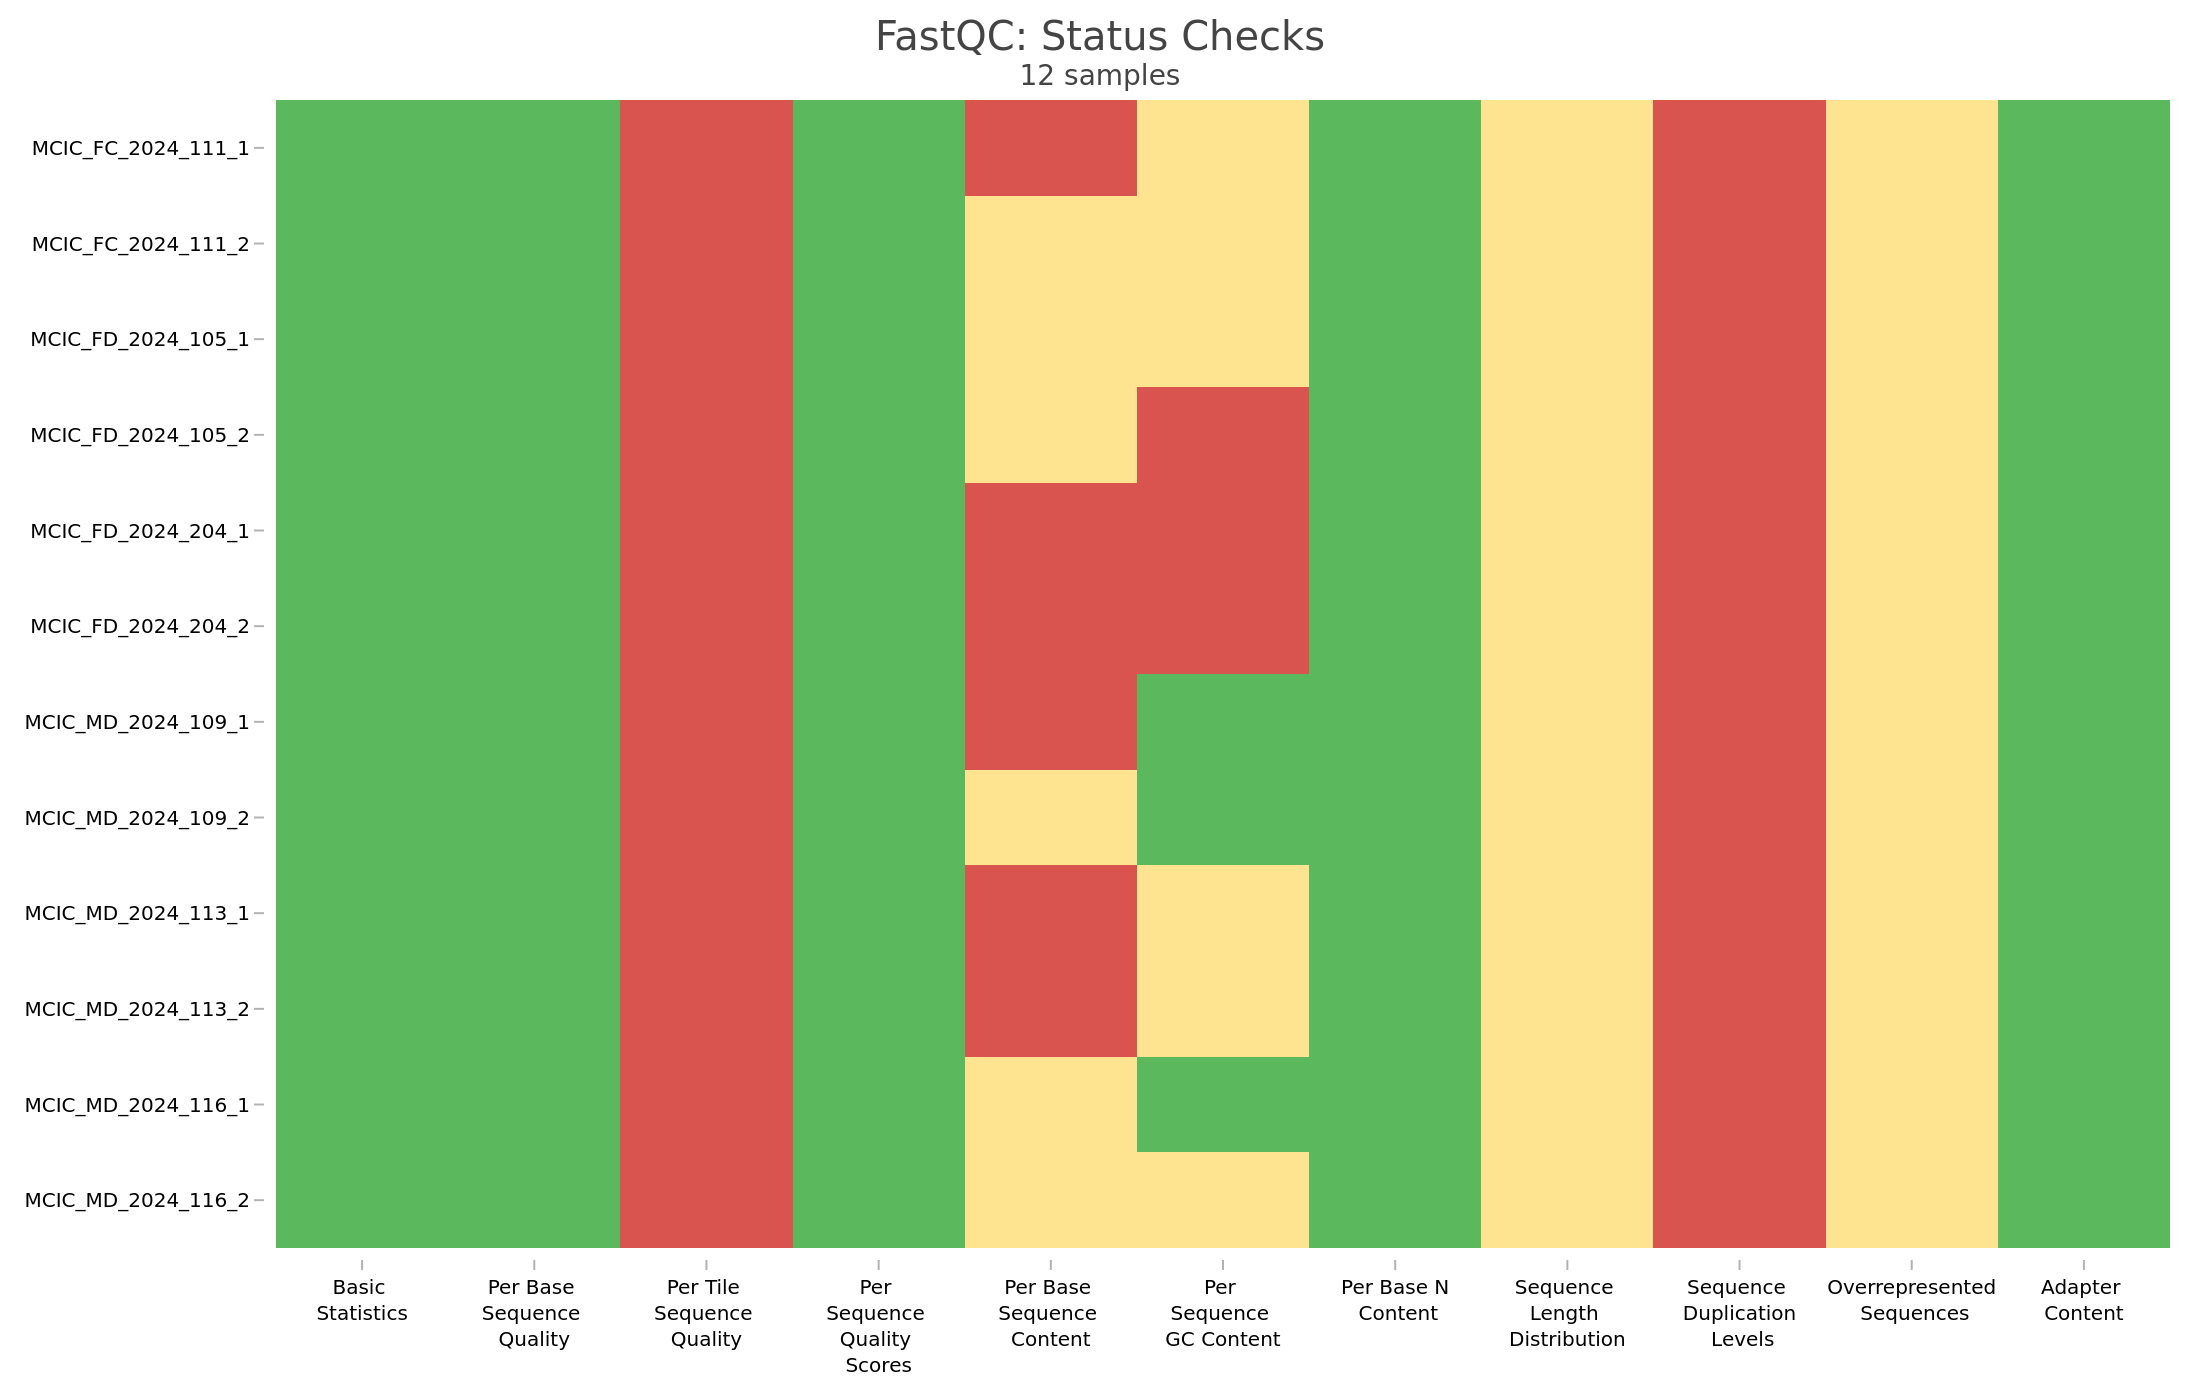 FastQC: Status Checks
12 samples
MCIC_FC_2024_111_1
MCIC_FC_2024_111_2
MCIC_FD_2024_105_1
MCIC_FD_2024_105_2
MCIC_FD_2024_204_1
MCIC_FD_2024_204_2
MCIC_MD_2024_109_1
MCIC_MD_2024_109_2
MCIC_MD_2024_113_1
MCIC_MD_2024_113_2
MCIC_MD_2024_116_1
MCIC_MD_2024_116_2
Basic
Statistics
Per Base
Sequence
Quality
Per Tile
Sequence
Quality
Per
Sequence
Quality
Scores
Per Base
Sequence
Content
Per
Sequence
GC Content
Per Base N
Content
Sequence
Length
Distribution
Sequence
Duplication
Levels
Overrepresented
Sequences
Adapter
Content